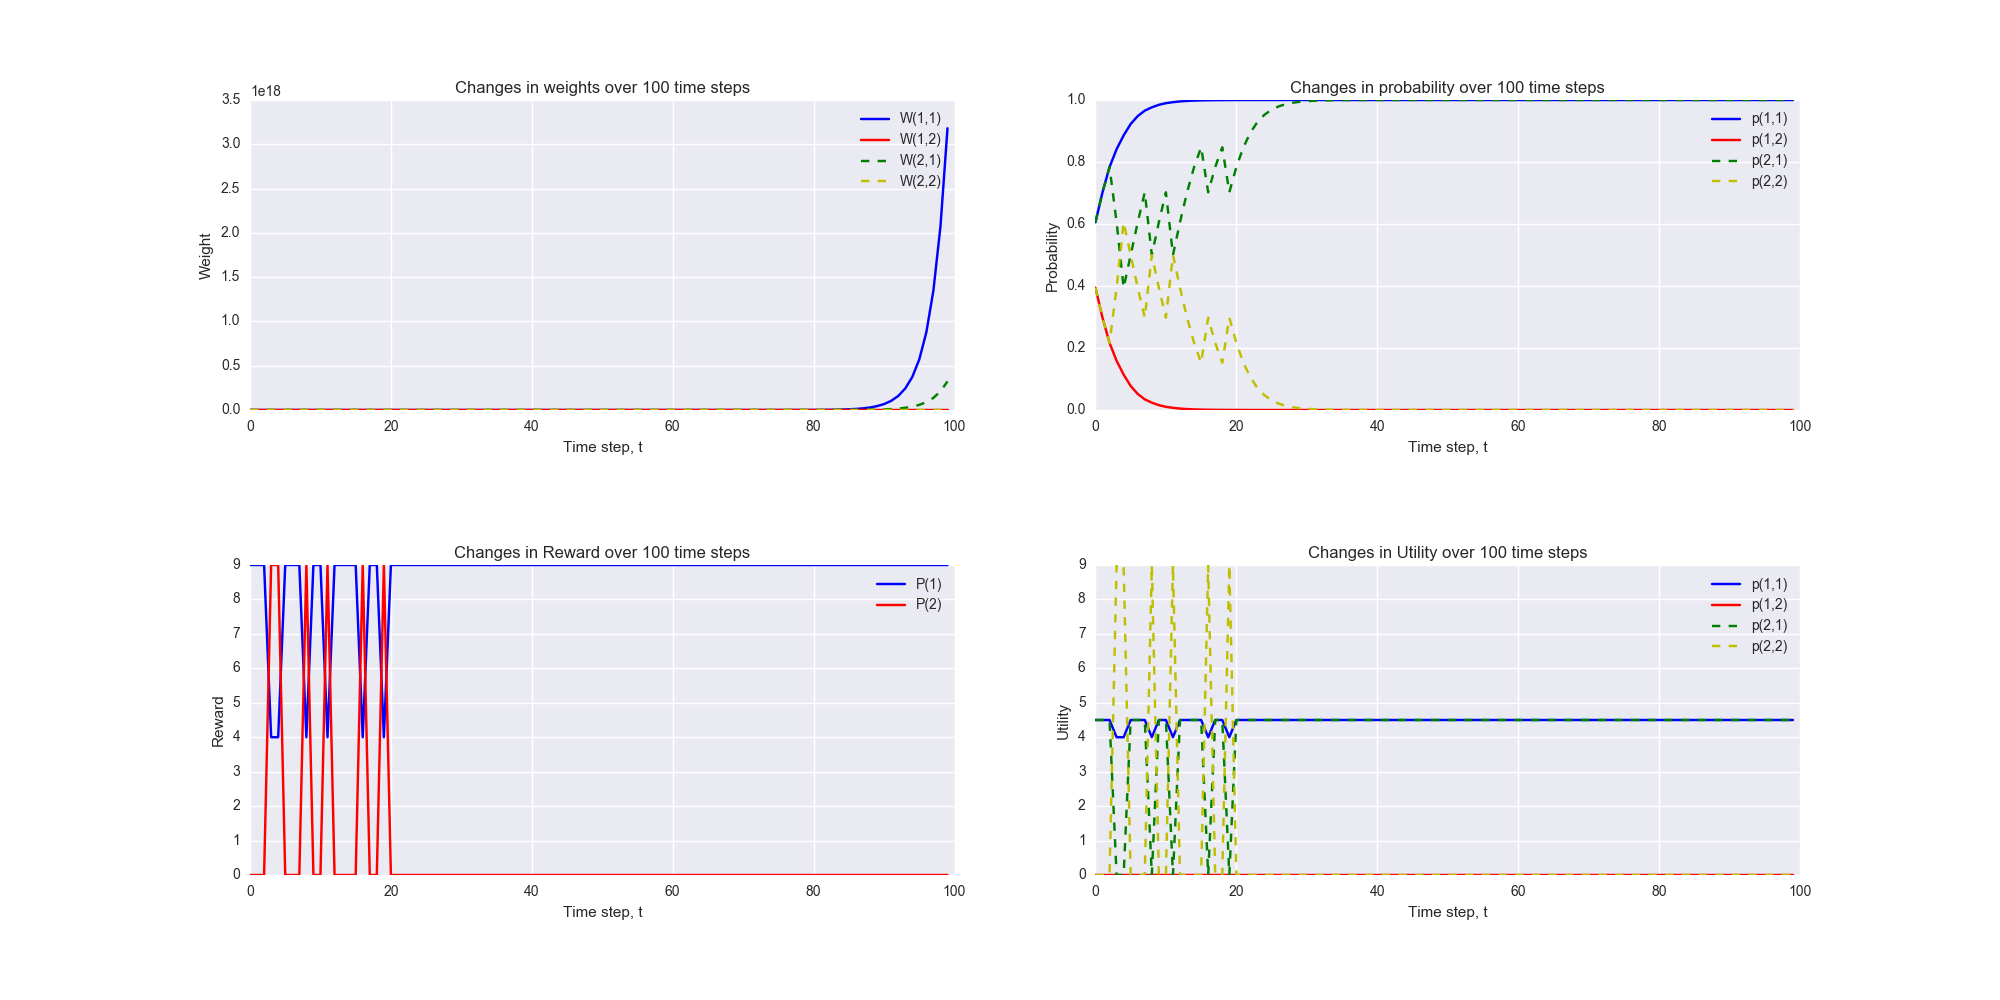 Changes in weights over 100 time steps
1e18
3.5
3.0
2.5
2.0
1.5
1.0
0.5
0.0
Weight
W(1,1)
W(1,2)
W(2,1)
W(2,2)
0 20 40 60 80 100
Time step, t
Changes in probability over 100 time steps
1.0
0.8
0.6
0.4
0.2
0.0
Probability
p(1,1)
p(1,2)
p(2,1)
p(2,2)
0 20 40 60 80 100
Time step, t
Changes in Reward over 100 time steps
9
8
7
6
5
4
3
2
1
0
Reward
P(1)
P(2)
0 20 40 60 80 100
Time step, t
Changes in Utility over 100 time steps
9
8
7
6
5
4
3
2
1
0
Utility
p(1,1)
p(1,2)
p(2,1)
p(2,2)
0 20 40 60 80 100
Time step, t